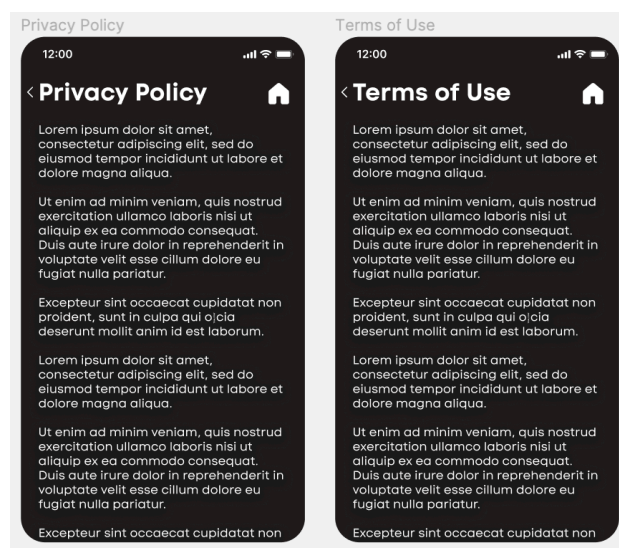 Privacy Policy
12:00
Privacy Policy
Lorem ipsum dolor sit amet,
consectetur adipiscing elit, sed do
eiusmod tempor incididunt ut labore et
dolore magna aliqua.
Ut enim ad minim veniam, quis nostrud
exercitation ullamco laboris nisi ut
aliquip ex ea commodo consequat.
Duis aute irure dolor in reprehenderit in
voluptate velit esse cillum dolore eu
fugiat nulla pariatur.
Excepteur sint occaecat cupidatat non
proident, sunt in culpa qui o¦cia
deserunt mollit anim id est laborum.
Lorem ipsum dolor sit amet,
consectetur adipiscing elit, sed do
eiusmod tempor incididunt ut labore et
dolore magna aliqua.
Ut enim ad minim veniam, quis nostrud
exercitation ullamco laboris nisi ut
aliquip ex ea commodo consequat.
Duis aute irure dolor in reprehenderit in
voluptate velit esse cillum dolore eu
fugiat nulla pariatur.
Excepteur sint occaecat cupidatat non
Terms of Use
12:00
Terms of Use
Lorem ipsum dolor sit amet,
consectetur adipiscing elit, sed do
eiusmod tempor incididunt ut labore et
dolore magna aliqua.
Ut enim ad minim veniam, quis nostrud
exercitation ullamco laboris nisi ut
aliquip ex ea commodo consequat.
Duis aute irure dolor in reprehenderit in
voluptate velit esse cillum dolore eu
fugiat nulla pariatur.
Excepteur sint occaecat cupidatat non
proident, sunt in culpa qui o¦cia
deserunt mollit anim id est laborum.
Lorem ipsum dolor sit amet,
consectetur adipiscing elit, sed do
eiusmod tempor incididunt ut labore et
dolore magna aliqua.
Ut enim ad minim veniam, quis nostrud
exercitation ullamco laboris nisi ut
aliquip ex ea commodo consequat.
Duis aute irure dolor in reprehenderit in
voluptate velit esse cillum dolore eu
fugiat nulla pariatur.
Excepteur sint occaecat cupidatat non